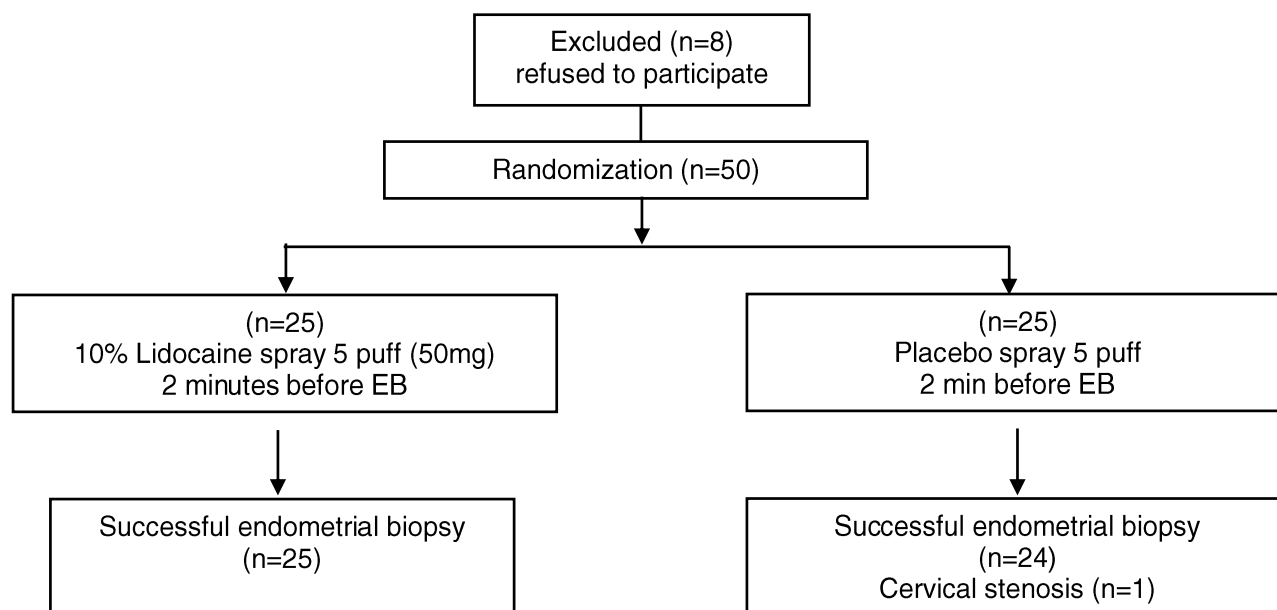 Excluded (n=8)
refused to participate
Randomization (n=50)
(n=25)
10% Lidocaine spray 5 puff (50mg)
2 minutes before EB
(n=25)
Placebo spray 5 puff
2 min before EB
Successful endometrial biopsy
(n=25)
Successful endometrial biopsy
(n=24)
Cervical stenosis (n=1)